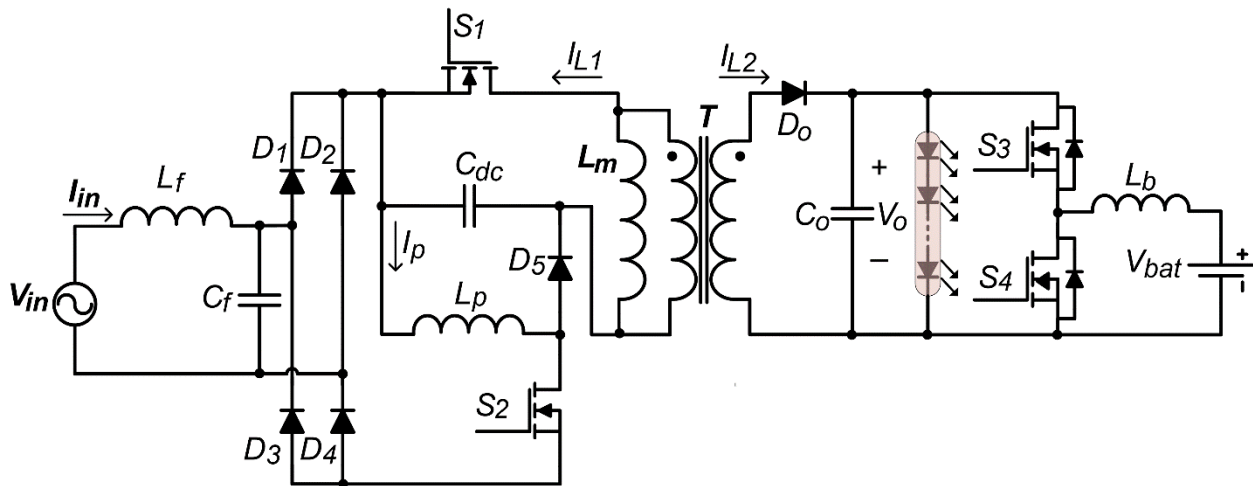 S1
IL1
IL2
T
Do
D1
D2
Lm
Cdc
S3
Lf
Lb
Iin
+
Ip
D5
Co
Vo
Vbat
+
−
Cf
Lp
−
S4
Vin
S2
D3
D4